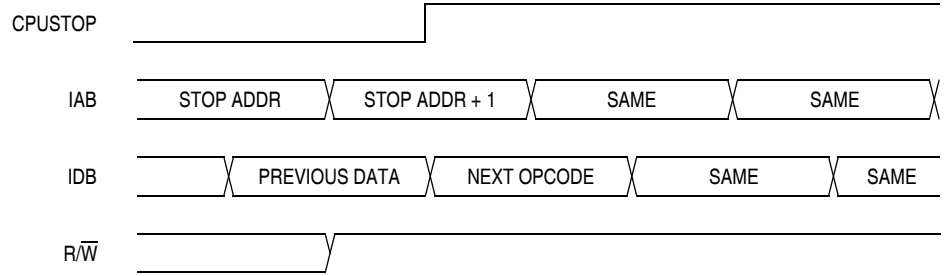 CPUSTOP
IAB STOP ADDR STOP ADDR + 1 SAME SAME
IDB PREVIOUS DATA NEXT OPCODE SAME SAME
R/W̅